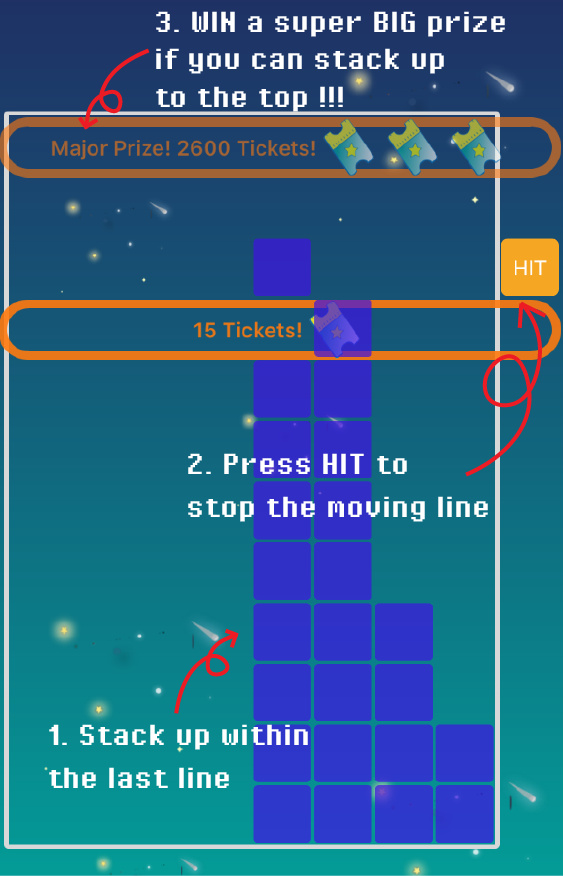 3. WIN a super BIG prize
if you can stack up
to the top !!!
Major Prize! 2600 Tickets!
HIT
15 Tickets!
2. Press HIT to
stop the moving line
1. Stack up within
the last line